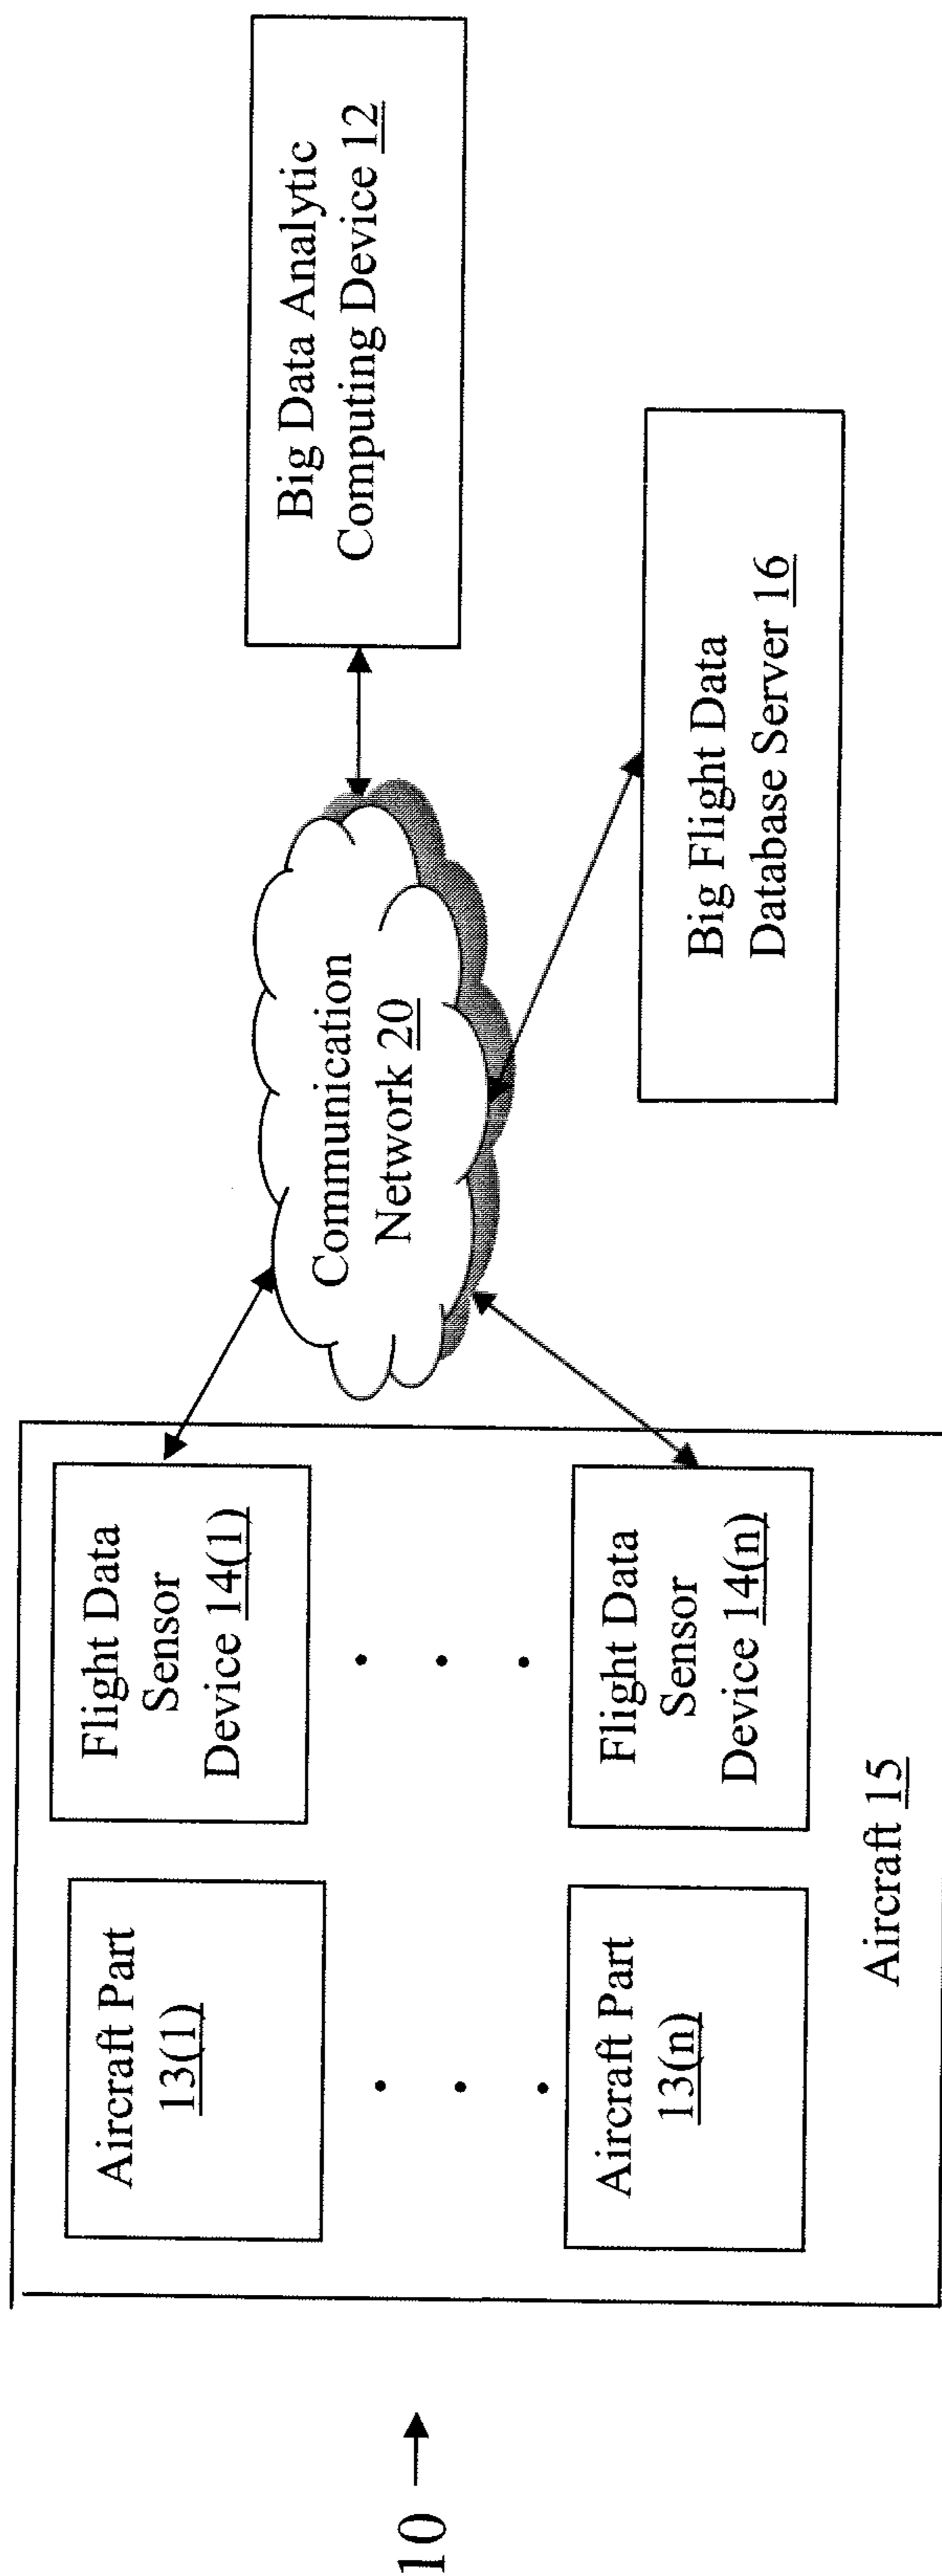 10
Aircraft Part
13(1)
Flight Data
Sensor
Device 14(1)
Aircraft Part
13(n)
Flight Data
Sensor
Device 14(n)
Aircraft 15
Communication
Network 20
Big Data Analytic
Computing Device 12
Big Flight Data
Database Server 16